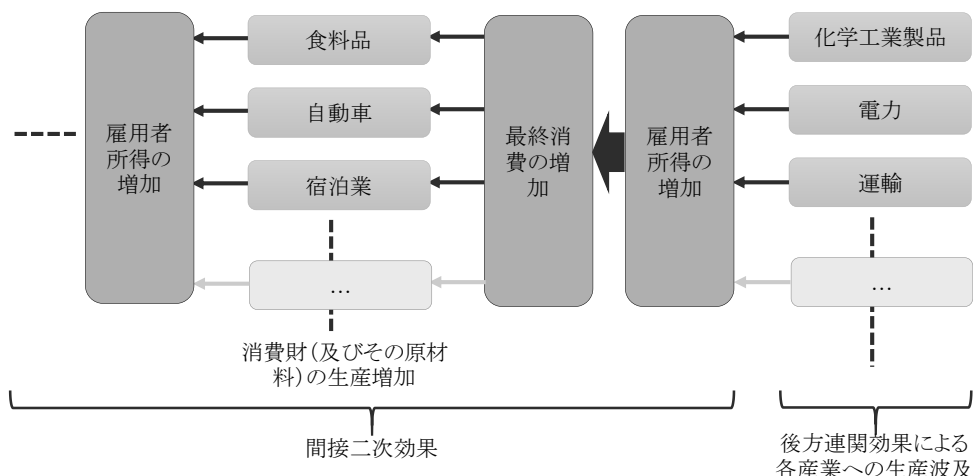 食料品
化学工業製品
自動車
電力
雇用者
所得の
増加
最終消
費の増
加
雇用者
所得の
増加
宿泊業
運輸
…
…
消費財(及びその原材
料)の生産増加
間接二次効果
後方連関効果による
各産業への生産波及